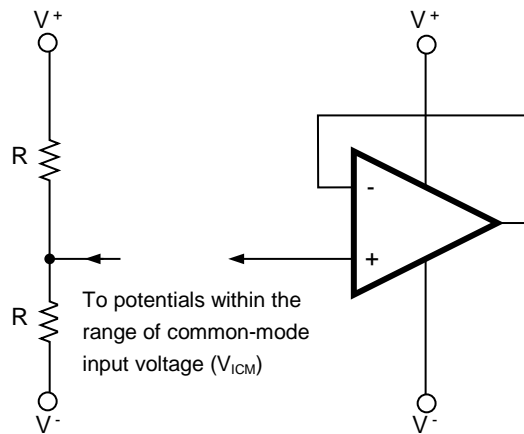 V+
V+
R
-
+
R
To potentials within the
range of common-mode
input voltage (VICM)
V-
V-